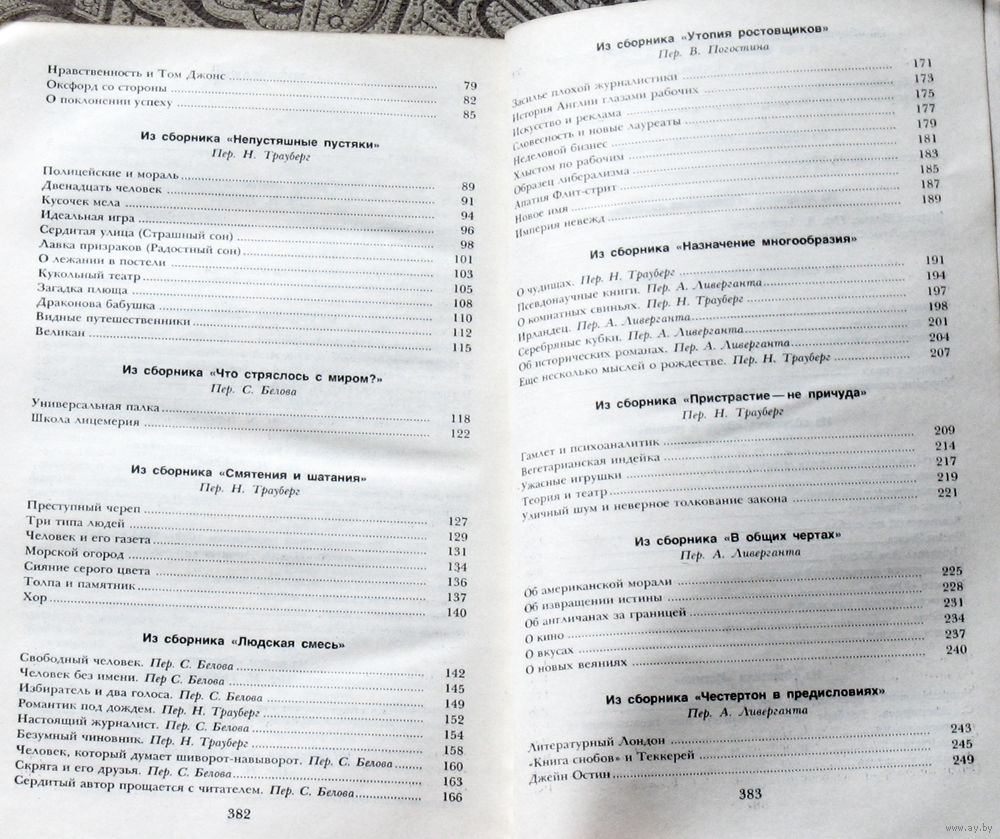 Нравственность и Том Джонс ..... 79
Оксфорд со стороны ..... 82
О поклонении успеху ..... 85
Из сборника «Непустяшные пустяки»
Пер. Н. Трауберг
Полицейские и мораль ..... 89
Двенадцать человек ..... 91
Кусочек мела ..... 94
Идеальная игра ..... 96
Сердитая улица (Страшный сон) ..... 98
Лавка призраков (Радостный сон) ..... 101
О лежании в постели ..... 103
Кукольный театр ..... 105
Загадка плюща ..... 108
Драконова бабушка ..... 110
Видные путешественники ..... 112
Великан ..... 115
Из сборника «Что стряслось с миром?»
Пер. С. Белова
Универсальная палка ..... 118
Школа лицемерия ..... 122
Из сборника «Смятения и шатания»
Пер. Н. Трауберг
Преступный череп ..... 127
Три типа людей ..... 129
Человек и его газета ..... 131
Морской огород ..... 134
Сияние серого цвета ..... 136
Толпа и памятник ..... 137
Хор ..... 140
Из сборника «Людская смесь»
Свободный человек. Пер. С. Белова ..... 142
Человек без имени. Пер С. Белова ..... 145
Избиратель и два голоса. Пер. С. Белова ..... 149
Романтик под дождем. Пер. Н. Трауберг ..... 152
Настоящий журналист. Пер. С. Белова ..... 154
Безумный чиновник. Пер. Н. Трауберг ..... 158
Человек, который думает шиворот-навыворот. Пер. С. Белова ..... 160
Скряга и его друзья. Пер. С. Белова ..... 163
Сердитый автор прощается с читателем. Пер. С. Белова ..... 166
382
Из сборника «Утопия ростовщиков»
Пер. В. Погостина
Засилье плохой журналистики ..... 171
История Англии глазами рабочих ..... 173
Искусство и реклама ..... 175
Словесность и новые лауреаты ..... 177
Неделовой бизнес ..... 179
Хлыстом по рабочим ..... 181
Образец либерализма ..... 183
Апатия Флит-стрит ..... 185
Новое имя ..... 187
Империя невежд ..... 189
Из сборника «Назначение многообразия»
О чудищах. Пер. Н. Трауберг ..... 191
Псевдонаучные книги. Пер. А. Ливерганта ..... 194
О комнатных свиньях. Пер. Н. Трауберг ..... 197
Ирландец. Пер. А. Ливерганта ..... 198
Серебряные кубки. Пер. А. Ливерганта ..... 201
Об исторических романах. Пер. А. Ливерганта ..... 204
Еще несколько мыслей о рождестве. Пер. Н. Трауберг ..... 207
Из сборника «Пристрастие — не причуда»
Пер. Н. Трауберг
Гамлет и психоаналитик ..... 209
Вегетарианская индейка ..... 214
Ужасные игрушки ..... 217
Теория и театр ..... 219
Уличный шум и неверное толкование закона ..... 221
Из сборника «В общих чертах»
Пер. А. Ливерганта
Об американской морали ..... 225
Об извращении истины ..... 228
Об англичанах за границей ..... 231
О кино ..... 234
О вкусах ..... 237
О новых веяниях ..... 240
Из сборника «Честертон в предисловиях»
Пер. А. Ливерганта
Литературный Лондон ..... 243
«Книга снобов» и Теккерей ..... 245
Джейн Остин ..... 249
383
www.ay.by